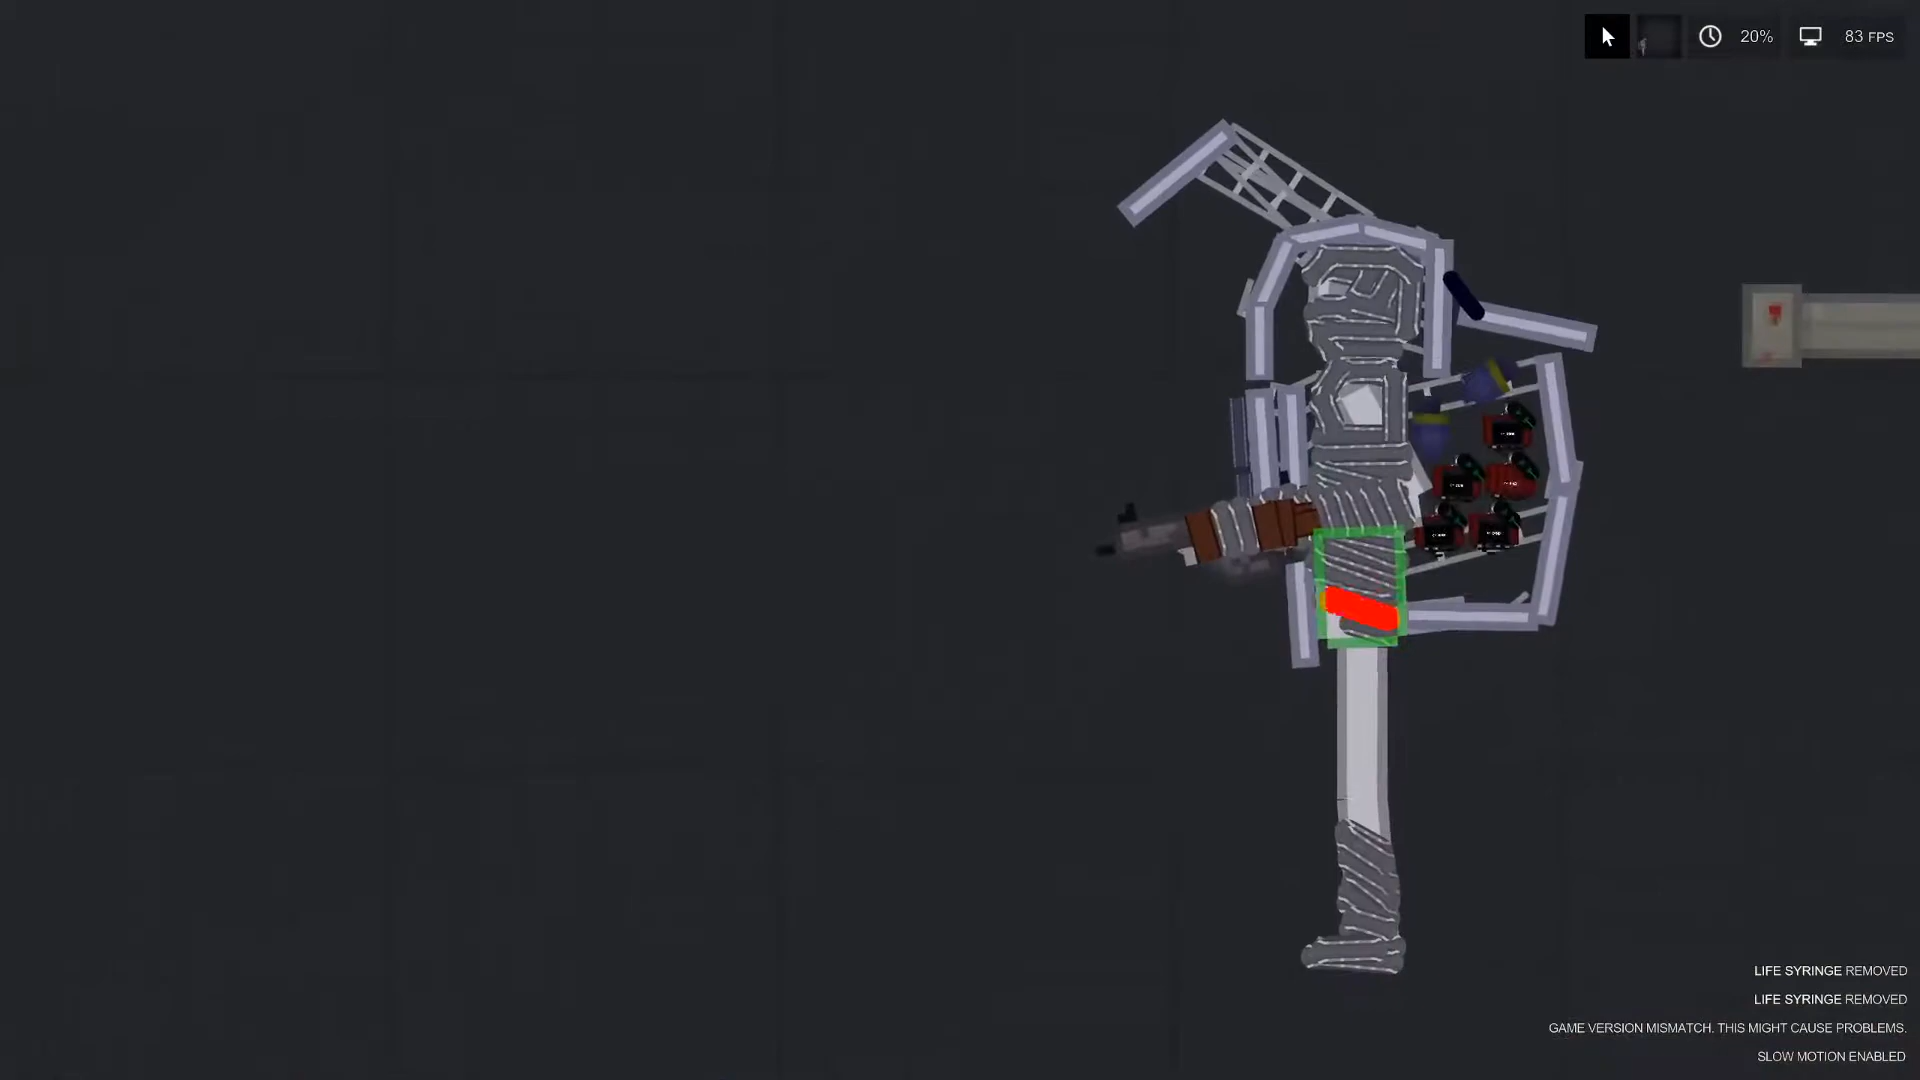 20%
83 FPS
LIFE SYRINGE REMOVED
LIFE SYRINGE REMOVED
GAME VERSION MISMATCH. THIS MIGHT CAUSE PROBLEMS.
SLOW MOTION ENABLED